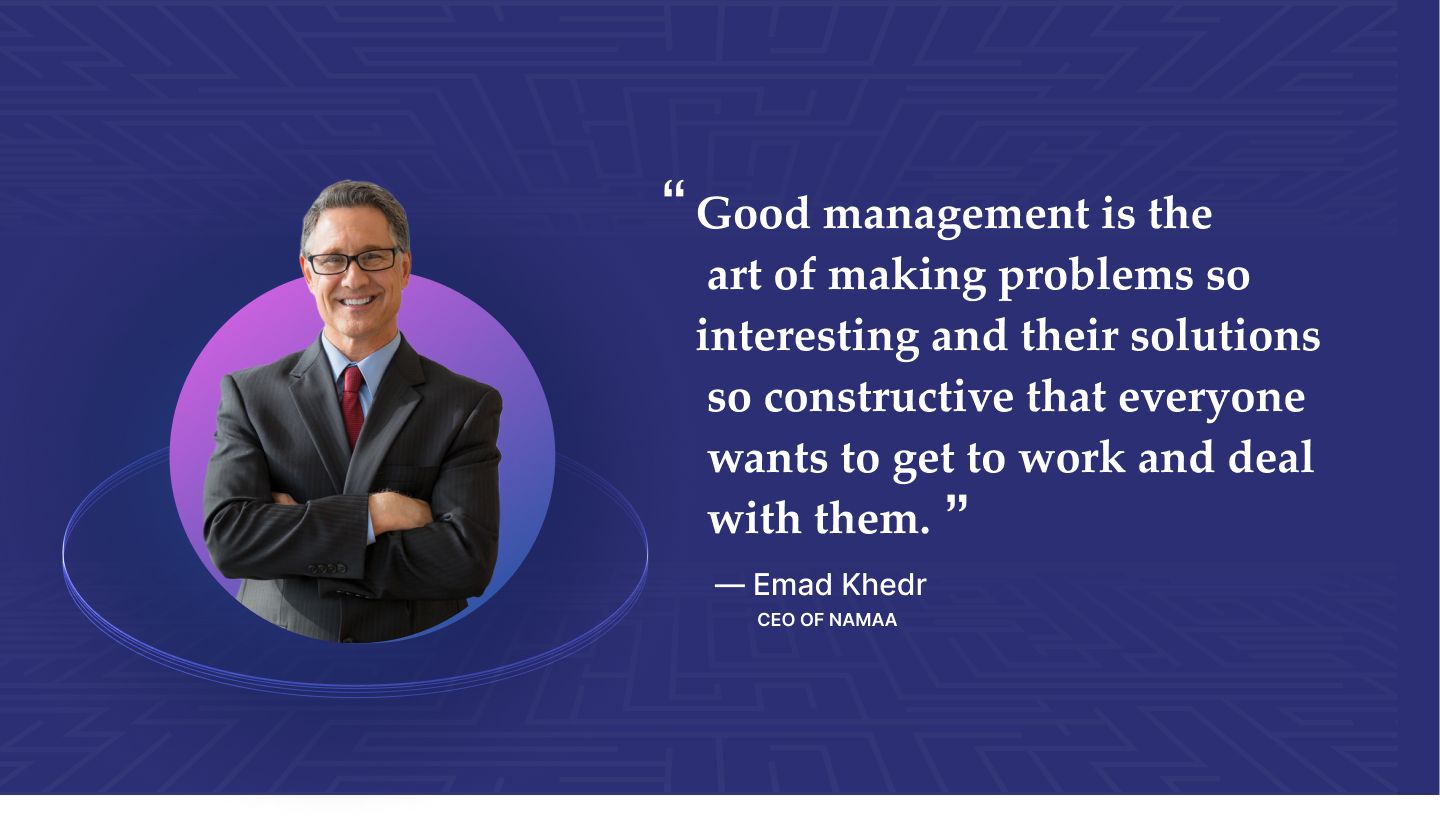 “ Good management is the
art of making problems so
interesting and their solutions
so constructive that everyone
wants to get to work and deal
with them. ”
— Emad Khedr
CEO OF NAMAA